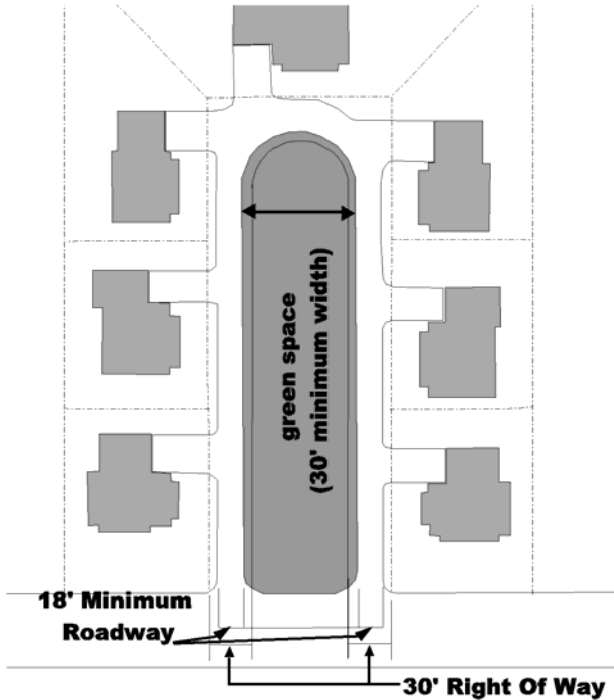 green space
(30' minimum width)
18' Minimum
Roadway
30' Right Of Way